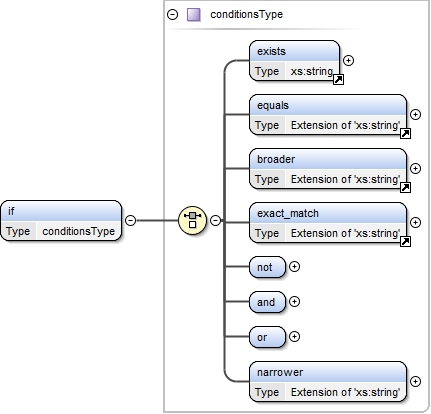 conditionsType
exists
Type xs:string
equals
Type Extension of 'xs:string'
broader
Type Extension of 'xs:string'
if
Type conditionsType
exact_match
Type Extension of 'xs:string'
not
and
or
narrower
Type Extension of 'xs:string'